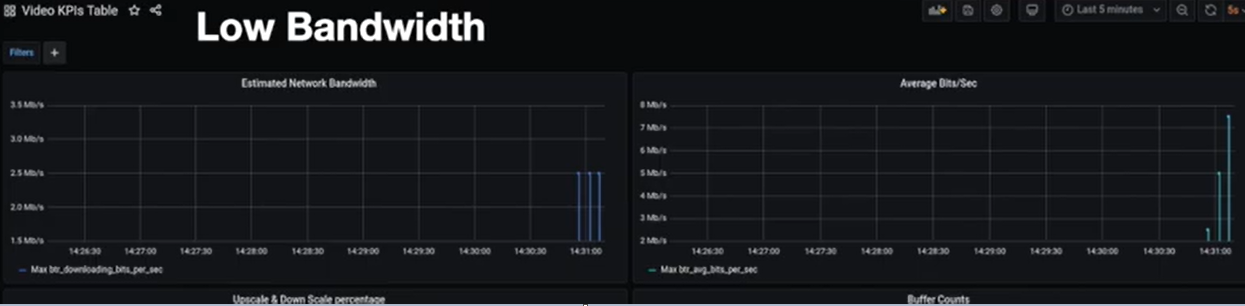 Video KPIs Table
Low Bandwidth
Last 5 minutes
5s
Filters
+
Estimated Network Bandwidth
3.5 Mb/s
3.0 Mb/s
2.5 Mb/s
2.0 Mb/s
1.5 Mb/s
14:26:30 14:27:00 14:27:30 14:28:00 14:28:30 14:29:00 14:29:30 14:30:00 14:30:30 14:31:00
Max btr_downloading_bits_per_sec
Average Bits/Sec
8 Mb/s
7 Mb/s
6 Mb/s
5 Mb/s
4 Mb/s
3 Mb/s
2 Mb/s
14:26:30 14:27:00 14:27:30 14:28:00 14:28:30 14:29:00 14:29:30 14:30:00 14:30:30 14:31:00
Max btr_avg_bits_per_sec
Upscale & Down Scale percentage
Buffer Counts